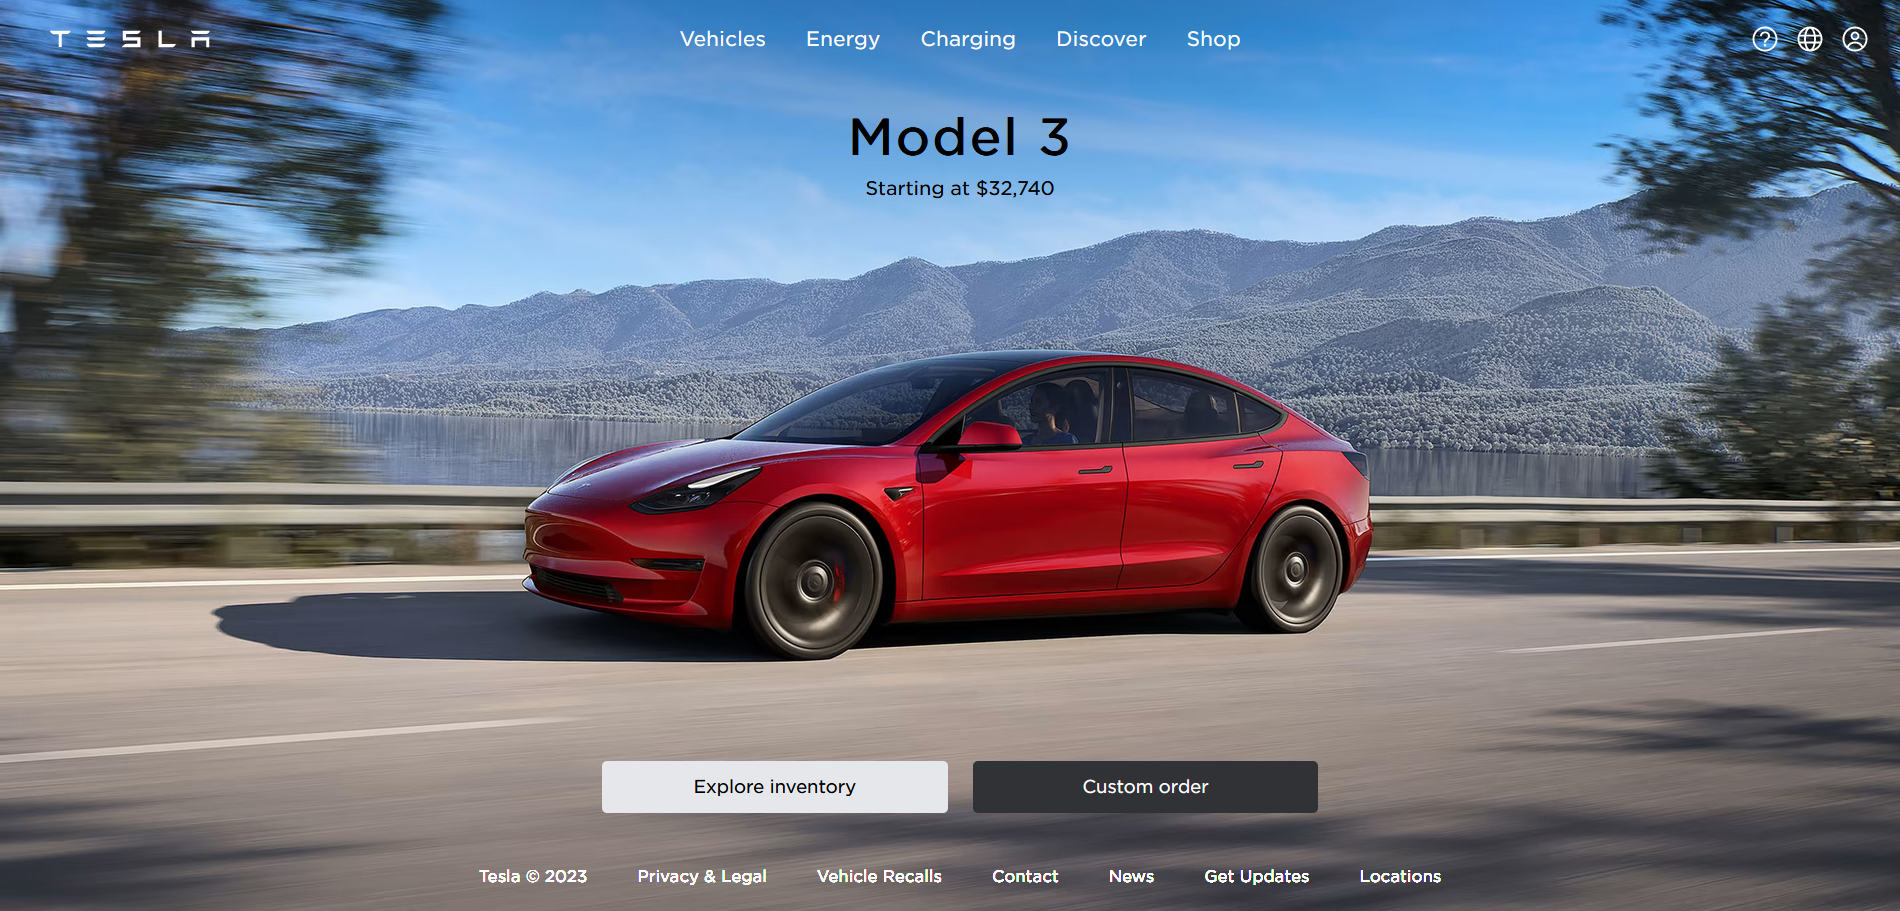 TESLA
Vehicles Energy Charging Discover Shop
Model 3
Starting at $32,740
Explore inventory
Custom order
Tesla © 2023 Privacy & Legal Vehicle Recalls Contact News Get Updates Locations